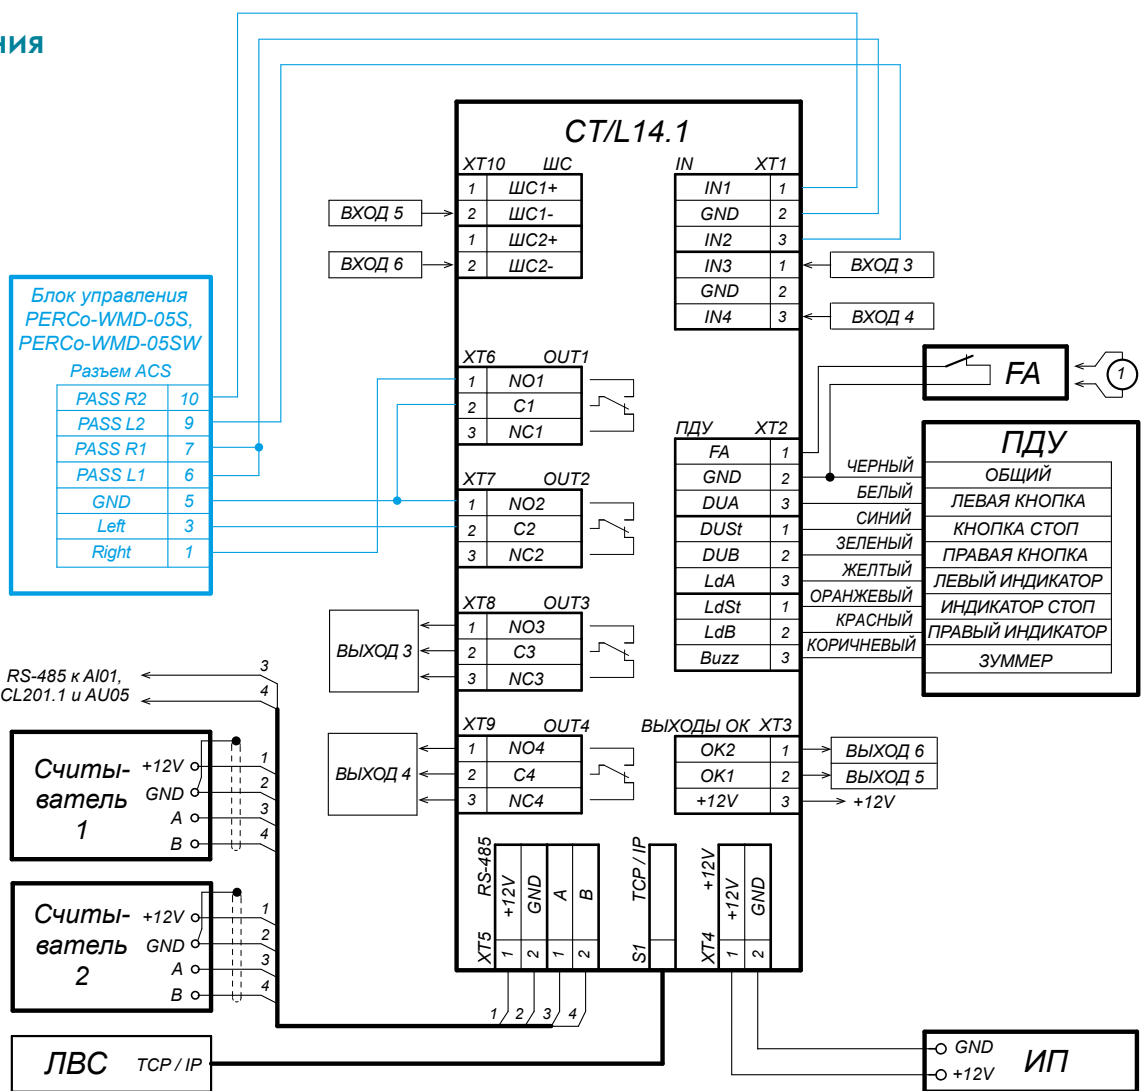 ния
CT/L14.1
XT10 ШС
1 ШС1+
2 ШС1-
1 ШС2+
2 ШС2-
ВХОД 5
ВХОД 6
IN XT1
IN1 1
GND 2
IN2 3
IN3 1
GND 2
IN4 3
ВХОД 3
ВХОД 4
Блок управления
PERCo-WMD-05S,
PERCo-WMD-05SW
Разъем ACS
PASS R2 10
PASS L2 9
PASS R1 7
PASS L1 6
GND 5
Left 3
Right 1
XT6 OUT1
1 NO1
2 C1
3 NC1
XT7 OUT2
1 NO2
2 C2
3 NC2
XT8 OUT3
1 NO3
2 C3
3 NC3
ВЫХОД 3
XT9 OUT4
1 NO4
2 C4
3 NC4
ВЫХОД 4
FA
1
ПДУ XT2
FA 1
GND 2
DUA 3
DUSt 1
DUB 2
LdA 3
LdSt 1
LdB 2
Buzz 3
ЧЕРНЫЙ
БЕЛЫЙ
СИНИЙ
ЗЕЛЕНЫЙ
ЖЕЛТЫЙ
ОРАНЖЕВЫЙ
КРАСНЫЙ
КОРИЧНЕВЫЙ
ПДУ
ОБЩИЙ
ЛЕВАЯ КНОПКА
КНОПКА СТОП
ПРАВАЯ КНОПКА
ЛЕВЫЙ ИНДИКАТОР
ИНДИКАТОР СТОП
ПРАВЫЙ ИНДИКАТОР
ЗУММЕР
ВЫХОДЫ ОК XT3
OK2 1
OK1 2
+12V 3
ВЫХОД 6
ВЫХОД 5
+12V
RS-485 к AI01,
CL201.1 и AU05
3
4
Считы-
ватель
1
+12V 1
GND 2
A 3
B 4
Считы-
ватель
2
+12V 1
GND 2
A 3
B 4
XT5 RS-485
1 +12V
2 GND
1 A
2 B
S1 TCP / IP
XT4 +12V
1 +12V
2 GND
1 2 3 4
ЛВС TCP / IP
GND
+12V
ИП